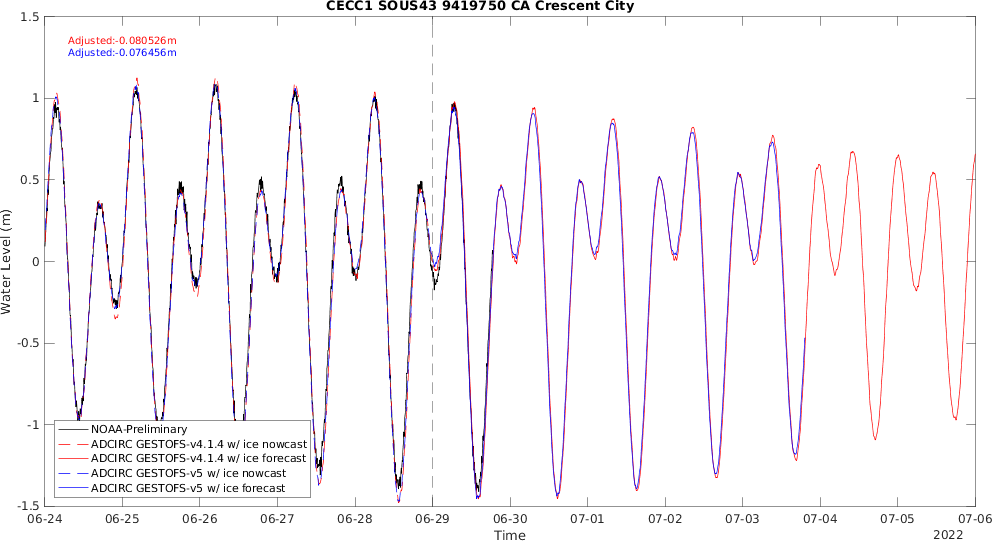 CECC1 SOUS43 9419750 CA Crescent City
1.5
Adjusted:-0.080526m
Adjusted:-0.076456m
1
0.5
0
-0.5
-1
-1.5
Water Level (m)
NOAA-Preliminary
ADCIRC GESTOFS-v4.1.4 w/ ice nowcast
ADCIRC GESTOFS-v4.1.4 w/ ice forecast
ADCIRC GESTOFS-v5 w/ ice nowcast
ADCIRC GESTOFS-v5 w/ ice forecast
06-24 06-25 06-26 06-27 06-28 06-29 06-30 07-01 07-02 07-03 07-04 07-05 07-06
Time
2022